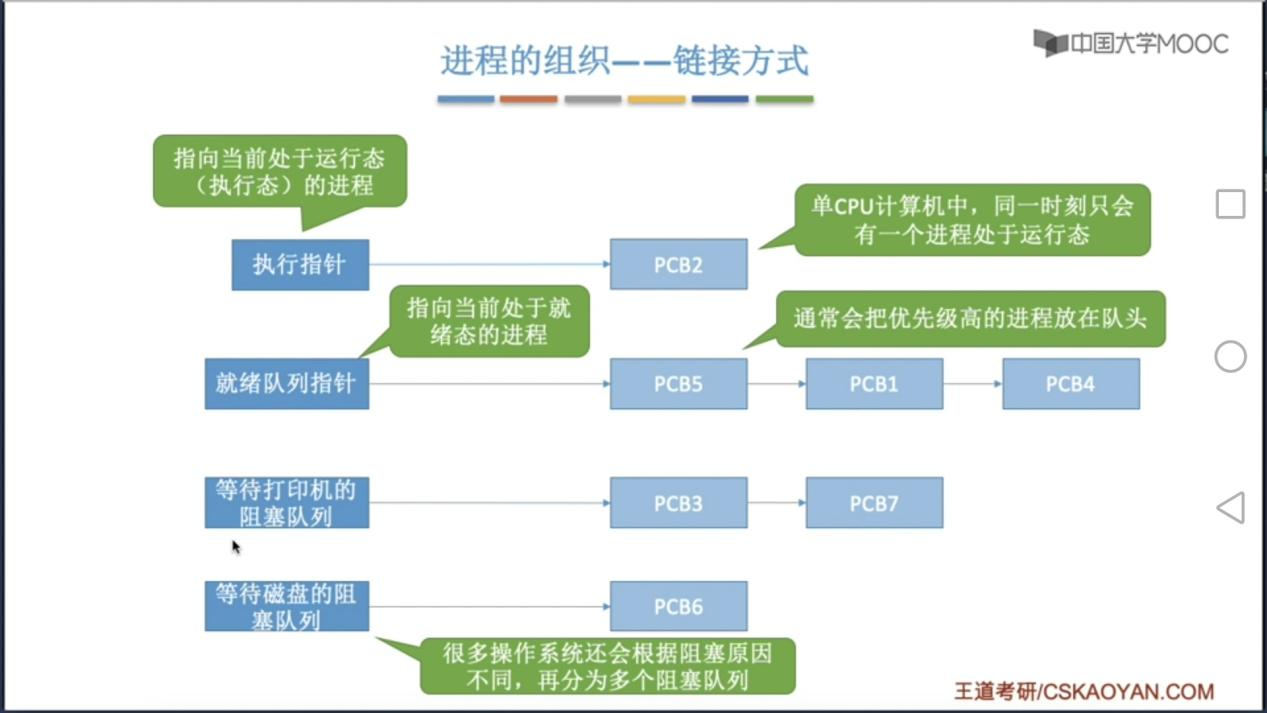 中国大学MOOC
进程的组织——链接方式
指向当前处于运行态
（执行态）的进程
单CPU计算机中，同一时刻只会
有一个进程处于运行态
执行指针
PCB2
指向当前处于就
绪态的进程
通常会把优先级高的进程放在队头
就绪队列指针
PCB5
PCB1
PCB4
等待打印机的
阻塞队列
PCB3
PCB7
等待磁盘的阻
塞队列
PCB6
很多操作系统还会根据阻塞原因
不同，再分为多个阻塞队列
王道考研/CSKAOYAN.COM